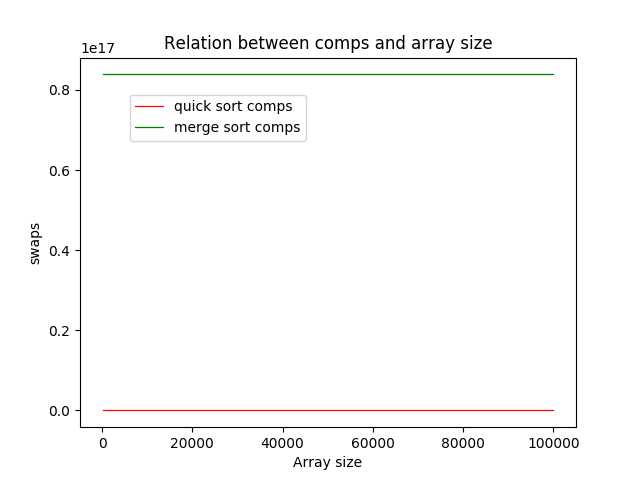 Relation between comps and array size
1e17
0.8
0.6
0.4
0.2
0.0
swaps
quick sort comps
merge sort comps
0 20000 40000 60000 80000 100000
Array size